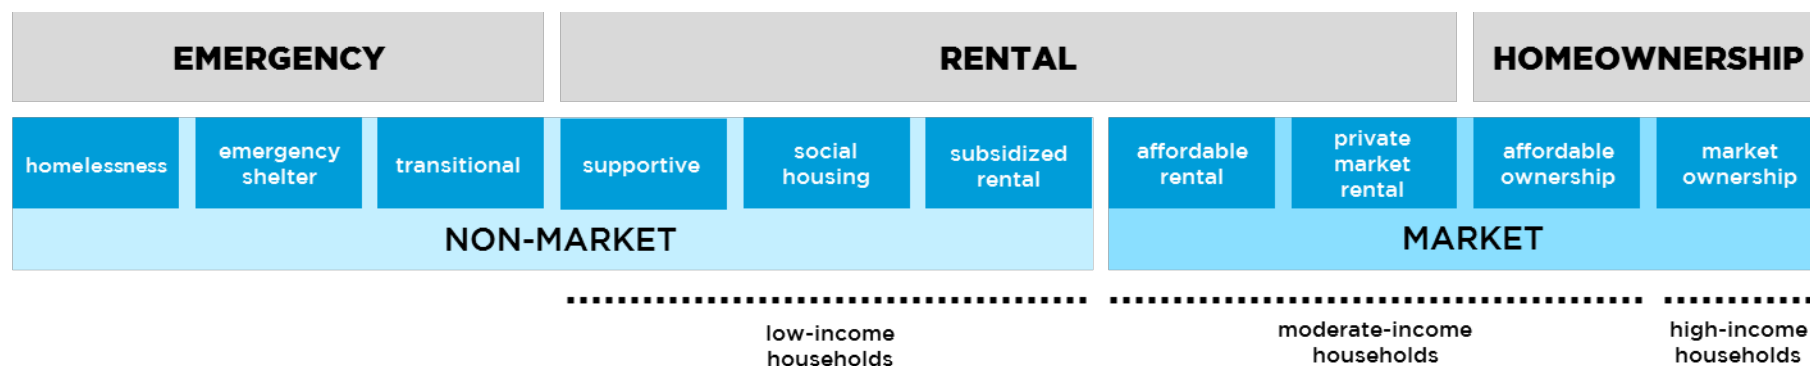 EMERGENCY
RENTAL
HOMEOWNERSHIP
homelessness
emergency
shelter
transitional
supportive
social
housing
subsidized
rental
affordable
rental
private
market
rental
affordable
ownership
market
ownership
NON-MARKET
MARKET
low-income
households
moderate-income
households
high-income
households